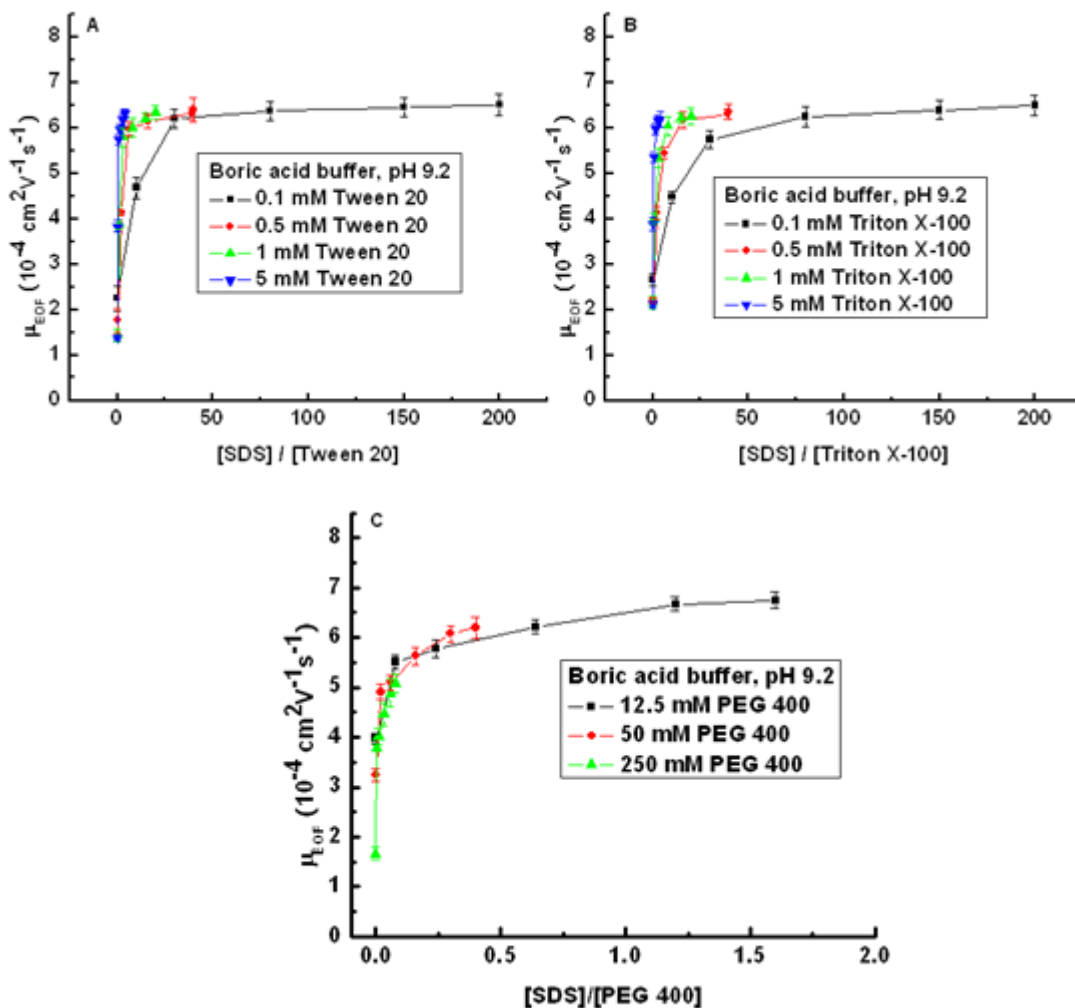 A
8
7
6
5
4
3
2
1
0
μEOF (10-4 cm2V-1s-1)
Boric acid buffer, pH 9.2
0.1 mM Tween 20
0.5 mM Tween 20
1 mM Tween 20
5 mM Tween 20
0 50 100 150 200
[SDS] / [Tween 20]
B
8
7
6
5
4
3
2
1
0
μEOF (10-4 cm2V-1s-1)
Boric acid buffer, pH 9.2
0.1 mM Triton X-100
0.5 mM Triton X-100
1 mM Triton X-100
5 mM Triton X-100
0 50 100 150 200
[SDS] / [Triton X-100]
C
8
7
6
5
4
3
2
1
0
μEOF (10-4 cm2V-1s-1)
Boric acid buffer, pH 9.2
12.5 mM PEG 400
50 mM PEG 400
250 mM PEG 400
0.0 0.5 1.0 1.5 2.0
[SDS]/[PEG 400]